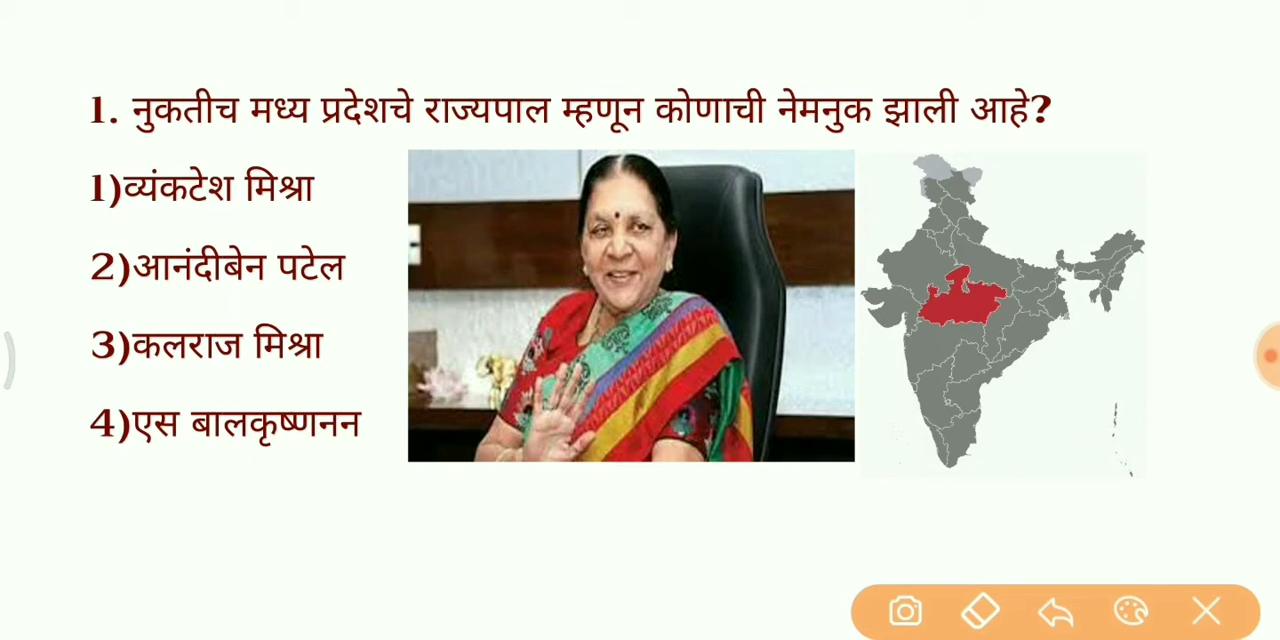 1. नुकतीच मध्य प्रदेशचे राज्यपाल म्हणून कोणाची नेमनुक झाली आहे?
1)व्यंकटेश मिश्रा
2)आनंदीबेन पटेल
3)कलराज मिश्रा
4)एस बालकृष्णनन